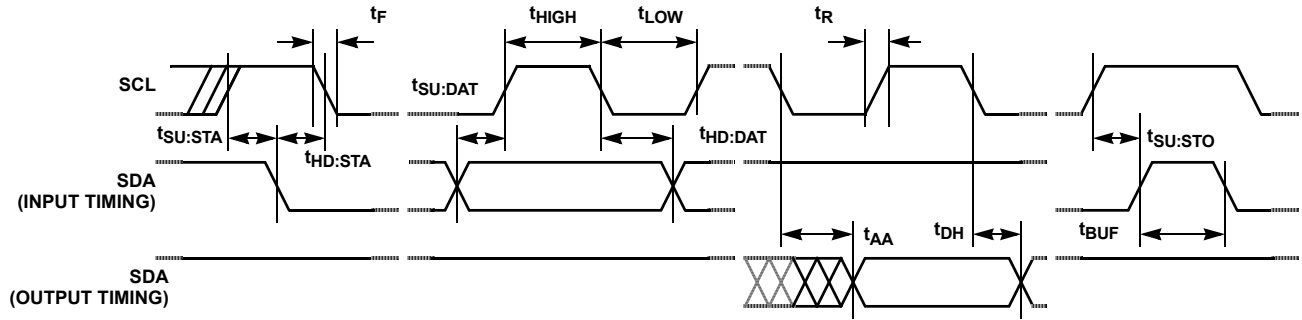 tF
tHIGH
tLOW
tR
SCL
tSU:DAT
tSU:STA
tHD:STA
tHD:DAT
tSU:STO
SDA
(INPUT TIMING)
tAA
tDH
tBUF
SDA
(OUTPUT TIMING)